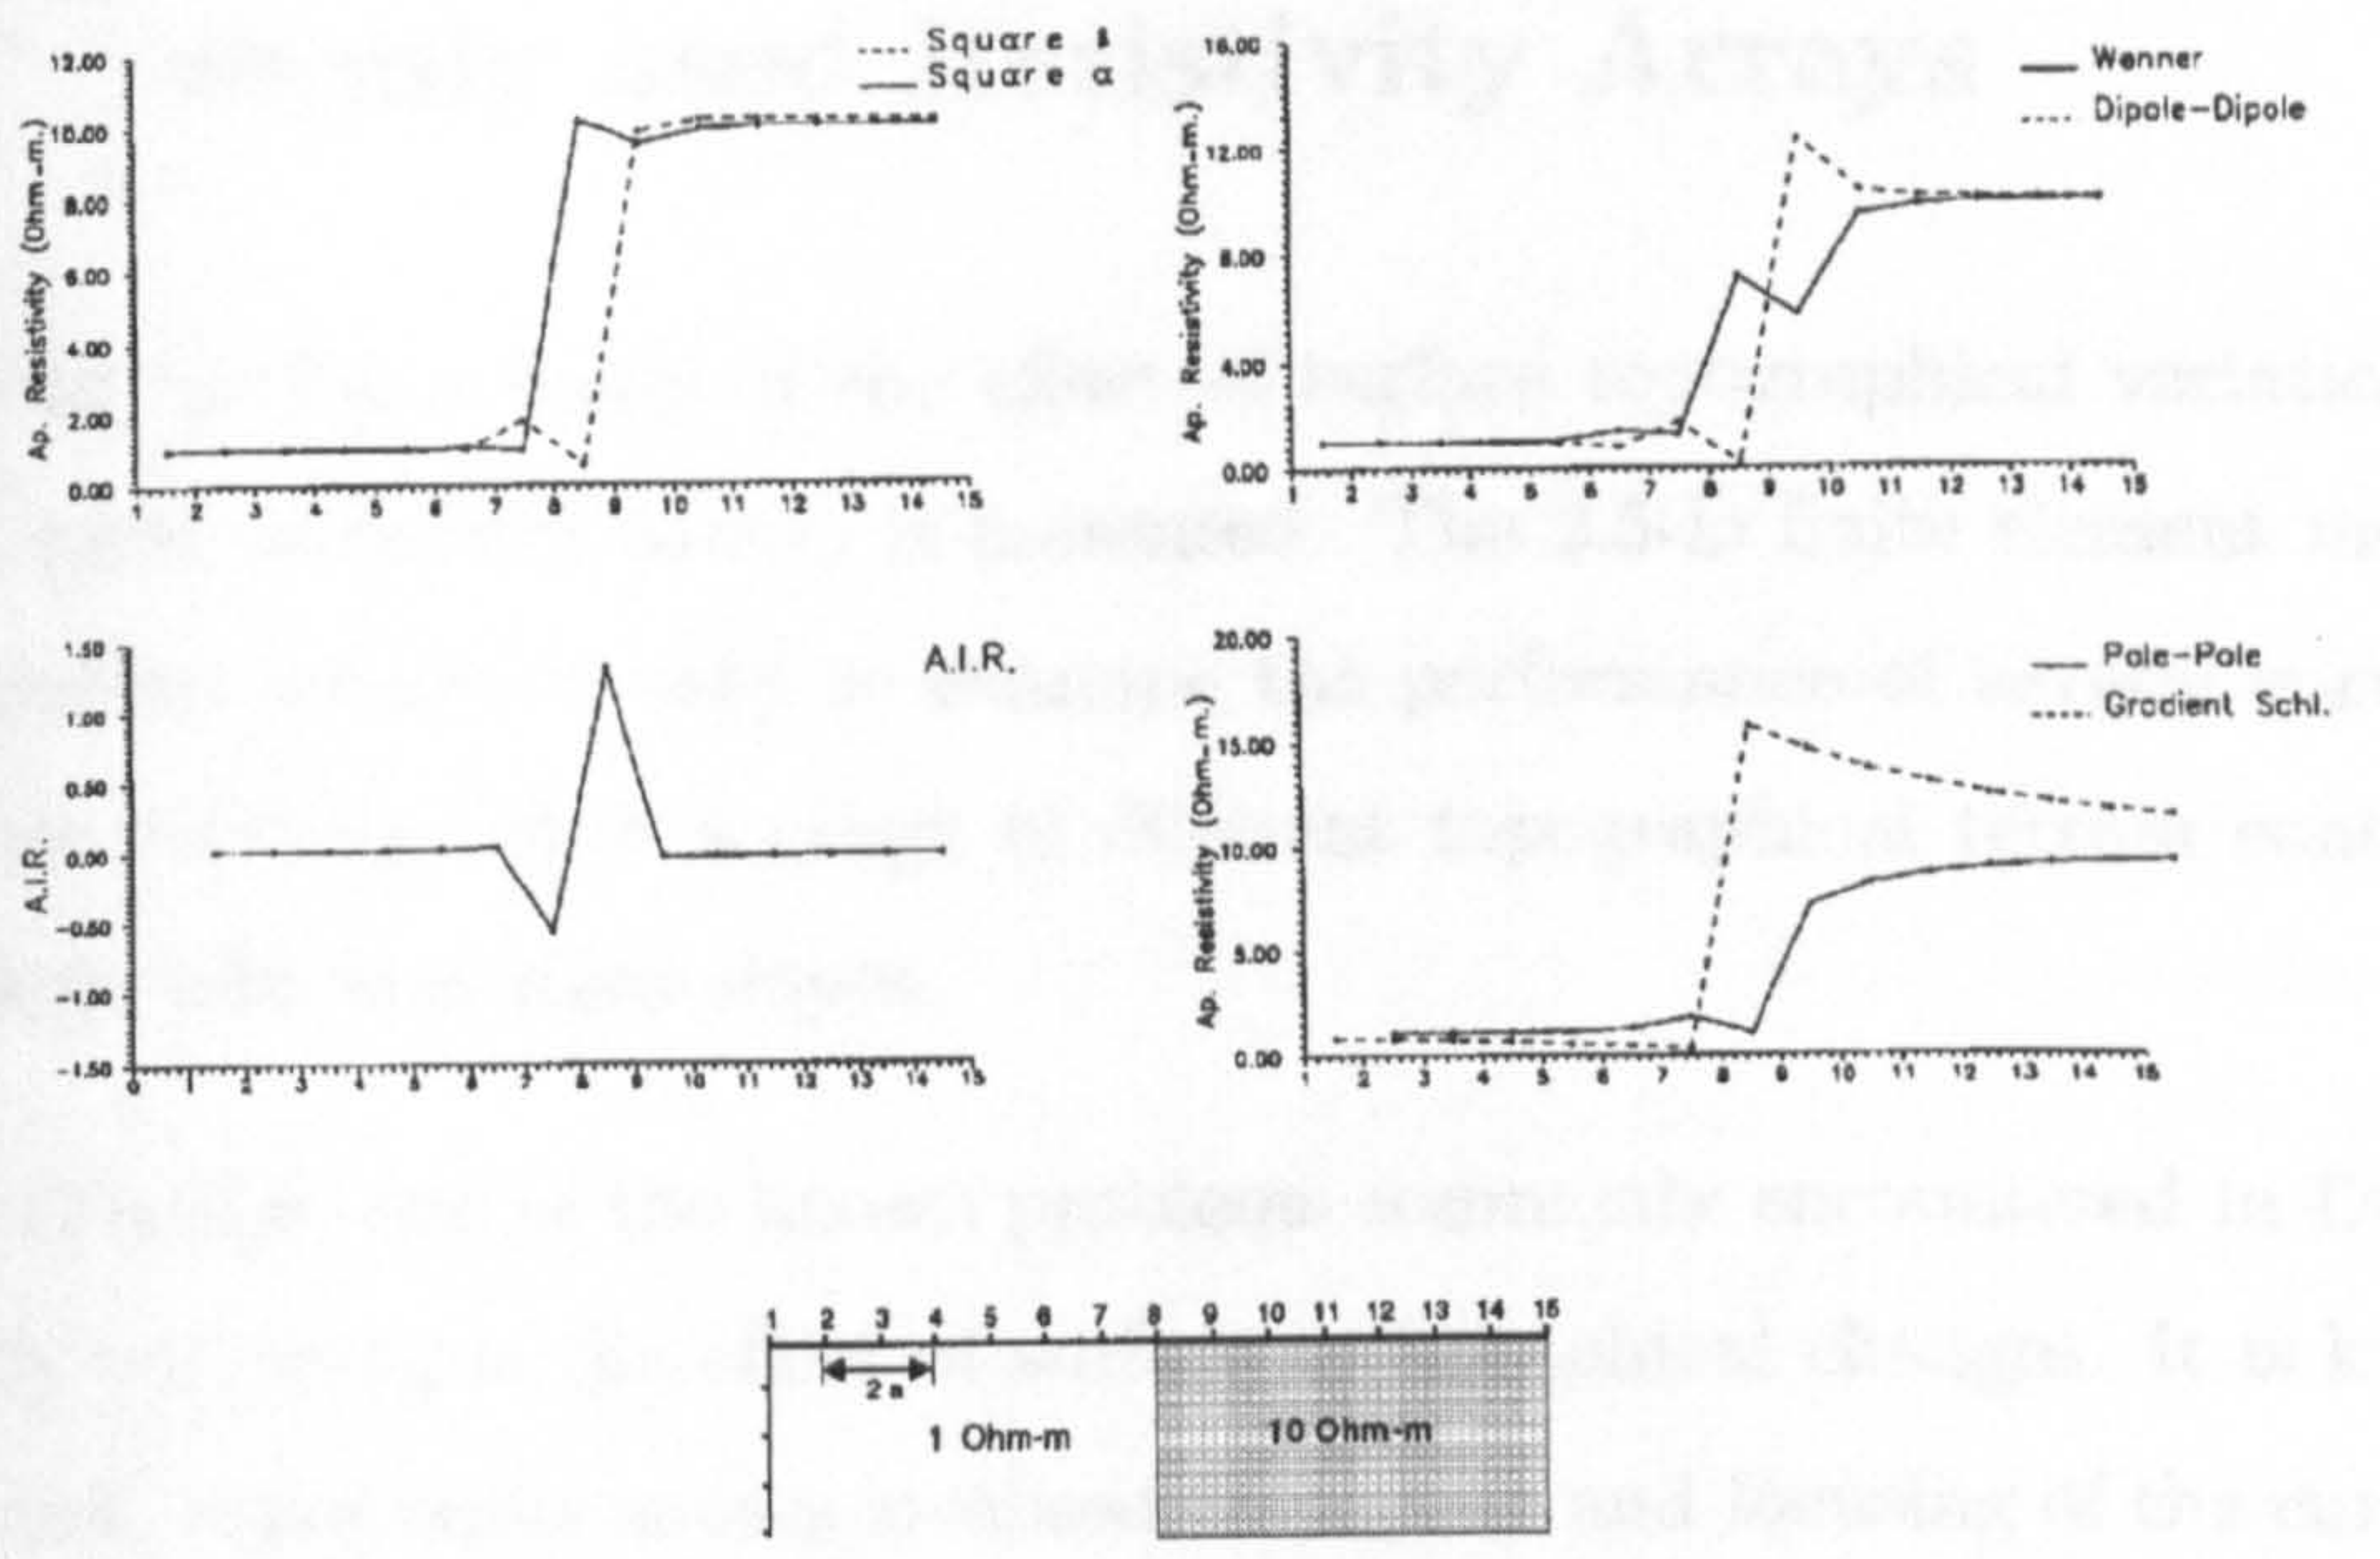 Square β
Square α
12.00
10.00
8.00
6.00
4.00
2.00
0.00
Ap. Resistivity (Ohm-m.)
1 2 3 4 5 6 7 8 9 10 11 12 13 14 15
Wenner
Dipole-Dipole
16.00
12.00
8.00
4.00
0.00
Ap. Resistivity (Ohm-m.)
1 2 3 4 5 6 7 8 9 10 11 12 13 14 15
A.I.R.
1.50
1.00
0.50
0.00
-0.50
-1.00
-1.50
A.I.R.
0 1 2 3 4 5 6 7 8 9 10 11 12 13 14 15
Pole-Pole
Gradient Schl.
20.00
15.00
10.00
5.00
0.00
Ap. Resistivity (Ohm-m.)
1 2 3 4 5 6 7 8 9 10 11 12 13 14 15
1 2 3 4 5 6 7 8 9 10 11 12 13 14 15
2a
1 Ohm-m
10 Ohm-m